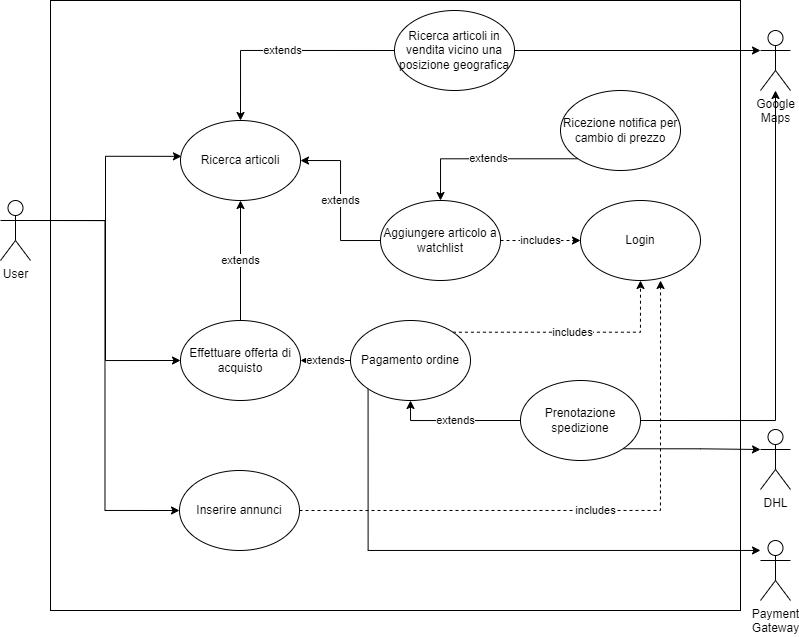 Ricerca articoli in
vendita vicino una
posizione geografica
extends
Google
Maps
Ricezione notifica per
cambio di prezzo
Ricerca articoli
extends
extends
Aggiungere articolo a
watchlist
includes
Login
User
extends
includes
Effettuare offerta di
acquisto
extends
Pagamento ordine
Prenotazione
spedizione
extends
DHL
Inserire annunci
includes
Payment
Gateway